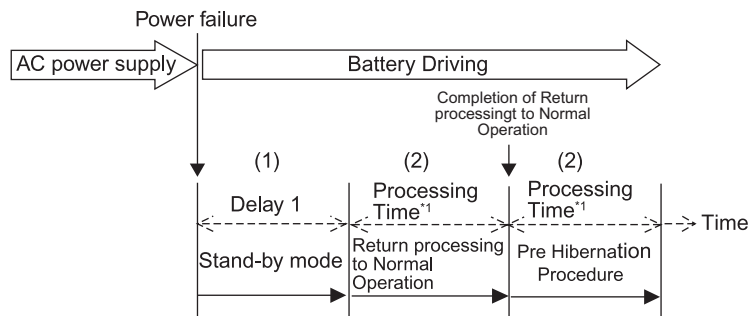 Power failure
AC power supply
Battery Driving
Completion of Return
processingt to Normal
Operation
(1)
(2)
(2)
Delay 1
Processing
Time*1
Processing
Time*1
Time
Stand-by mode
Return processing
to Normal
Operation
Pre Hibernation
Procedure